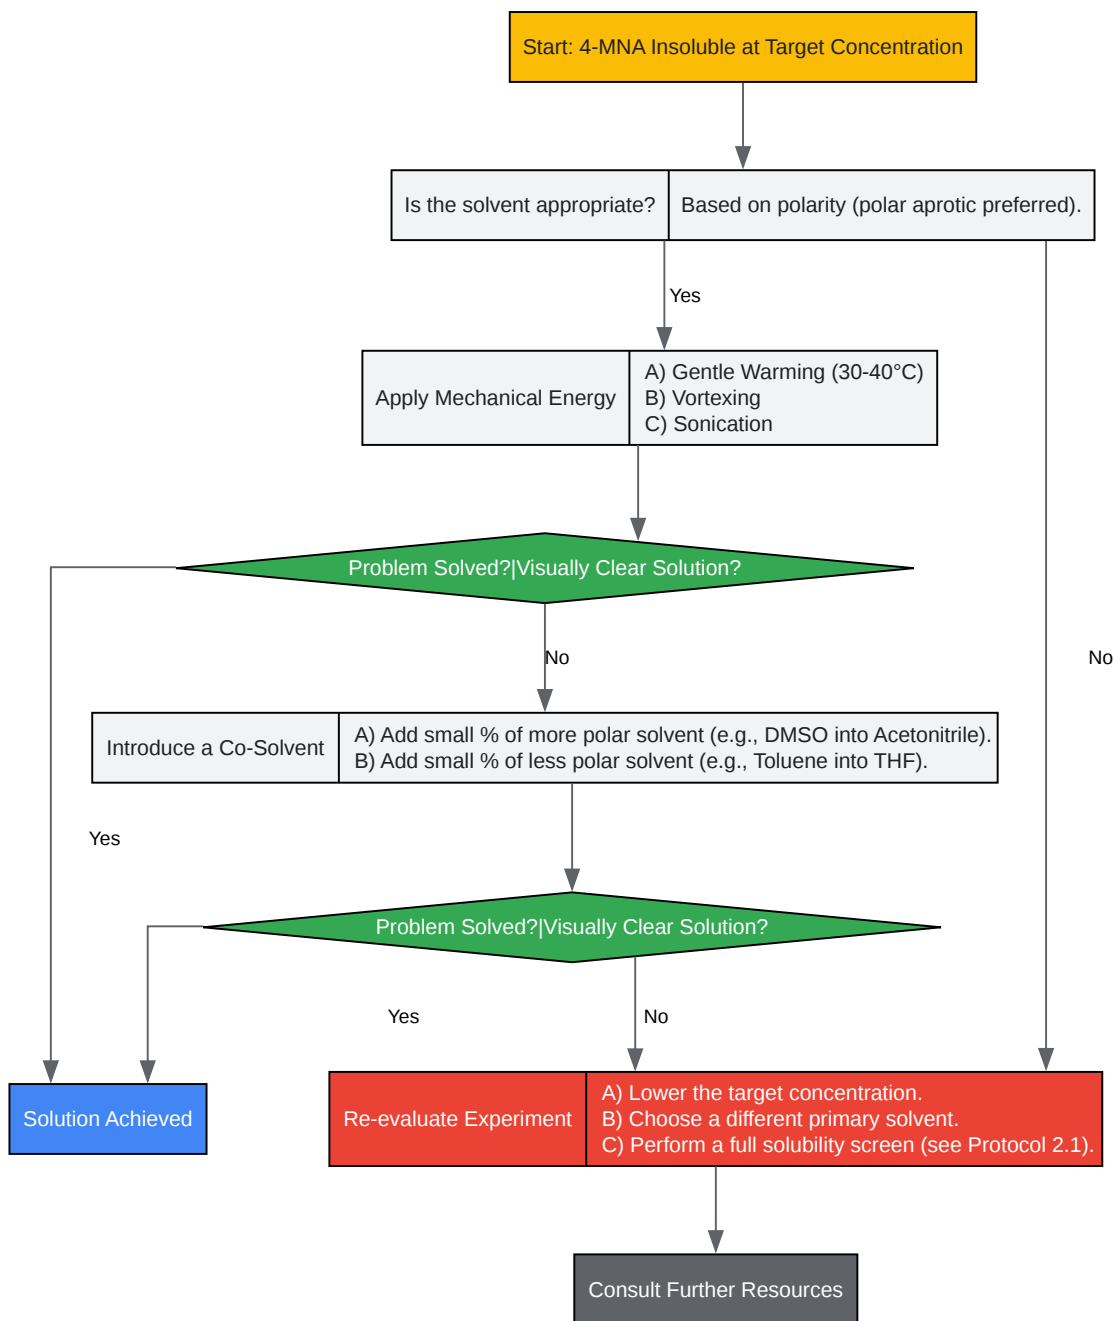 Start: 4-MNA Insoluble at Target Concentration
Is the solvent appropriate?
Based on polarity (polar aprotic preferred).
Yes
Apply Mechanical Energy
A) Gentle Warming (30-40°C)
B) Vortexing
C) Sonication
Problem Solved?|Visually Clear Solution?
No
No
Introduce a Co-Solvent
A) Add small % of more polar solvent (e.g., DMSO into Acetonitrile).
B) Add small % of less polar solvent (e.g., Toluene into THF).
Yes
Problem Solved?|Visually Clear Solution?
Yes
No
Solution Achieved
Re-evaluate Experiment
A) Lower the target concentration.
B) Choose a different primary solvent.
C) Perform a full solubility screen (see Protocol 2.1).
Consult Further Resources